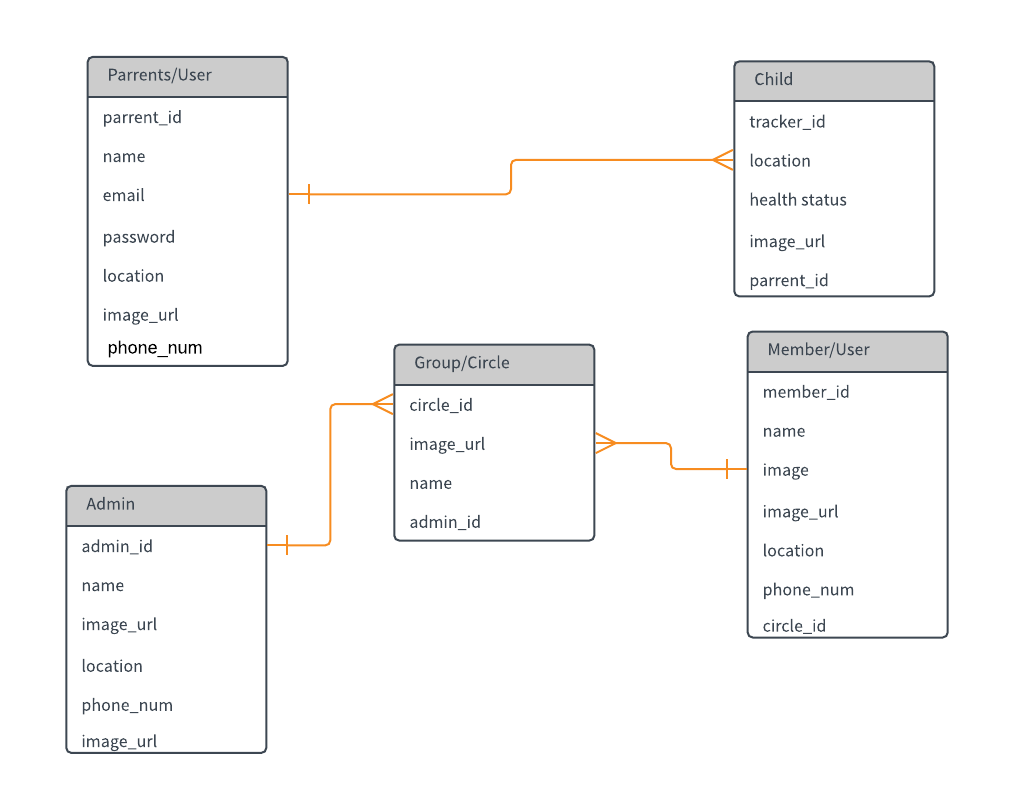 Parrents/User
parrent_id
name
email
password
location
image_url
phone_num
Child
tracker_id
location
health status
image_url
parrent_id
Group/Circle
circle_id
image_url
name
admin_id
Member/User
member_id
name
image
image_url
location
phone_num
circle_id
Admin
admin_id
name
image_url
location
phone_num
image_url